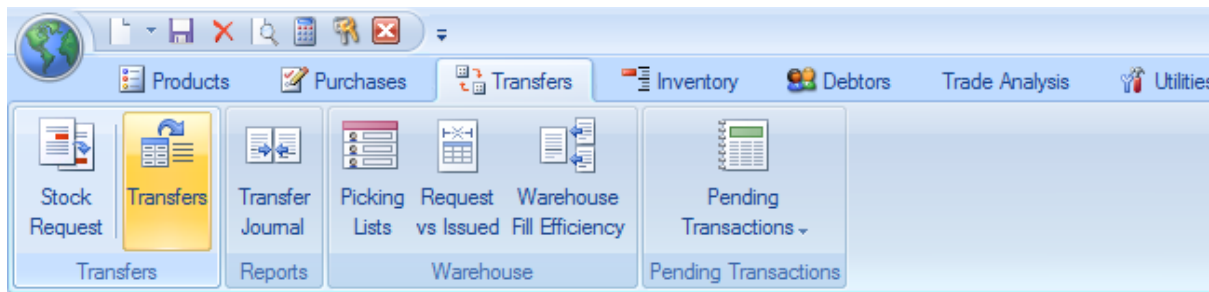 Products
Purchases
Transfers
Inventory
Debtors
Trade Analysis
Utilities
Stock
Request
Transfers
Transfer
Journal
Picking
Lists
Request
vs Issued
Warehouse
Fill Efficiency
Pending
Transactions
Transfers
Reports
Warehouse
Pending Transactions